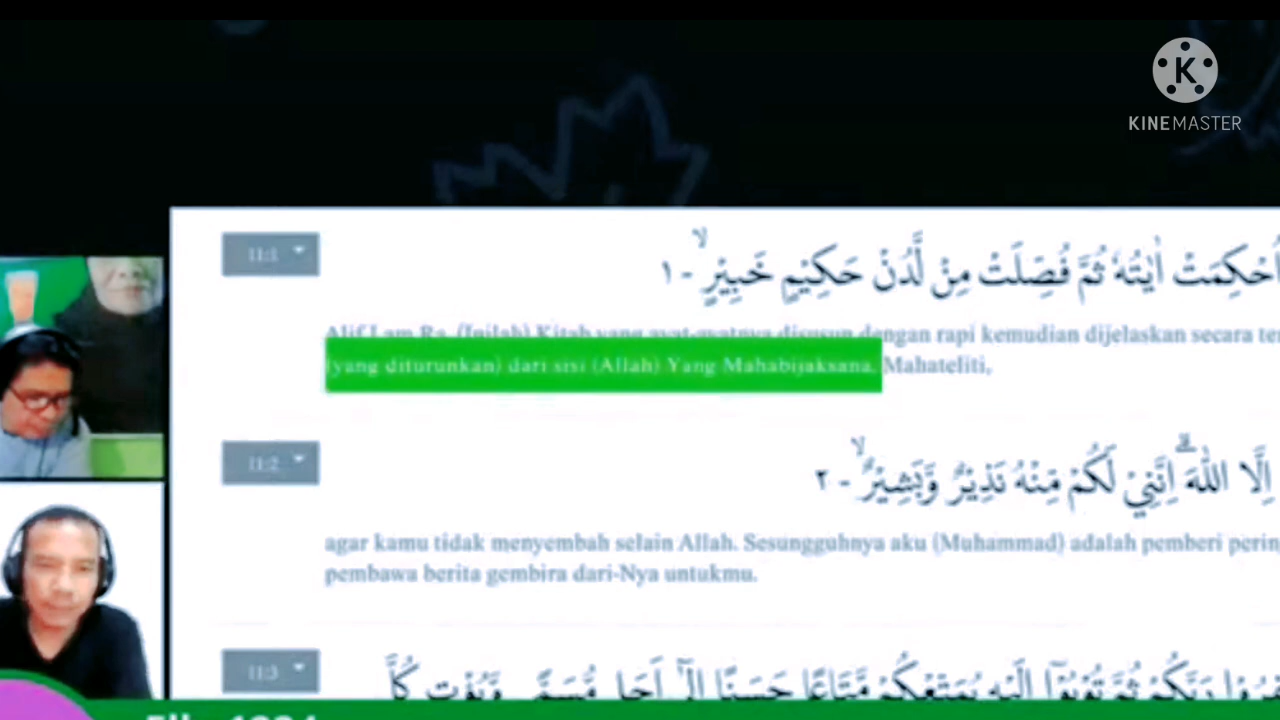 K
KINEMASTER
11:1
اُحْكِمَتْ اٰيٰتُهٗ ثُمَّ فُصِّلَتْ مِنْ لَّدُنْ حَكِيْمٍ خَبِيْرٍۙ - ١
Alif Lam Ra. (Inilah) Kitab yang ayat-ayatnya disusun dengan rapi kemudian dijelaskan secara
(yang diturunkan) dari sisi (Allah) Yang Mahabijaksana, Mahateliti,
11:2
اِلَّا اللّٰهَ ۗاِنَّنِيْ لَكُمْ مِّنْهُ نَذِيْرٌ وَّبَشِيْرٌۙ - ٢
agar kamu tidak menyembah selain Allah. Sesungguhnya aku (Muhammad) adalah pemberi
pembawa berita gembira dari-Nya untukmu.
11:3
رَبَّكُمْ ثُمَّ تُوْبُوْٓا اِلَيْهِ يُمَتِّعْكُمْ مَّتَاعًا حَسَنًا اِلٰٓى اَجَلٍ مُّسَمًّى وَّيُؤْتِ كُلَّ